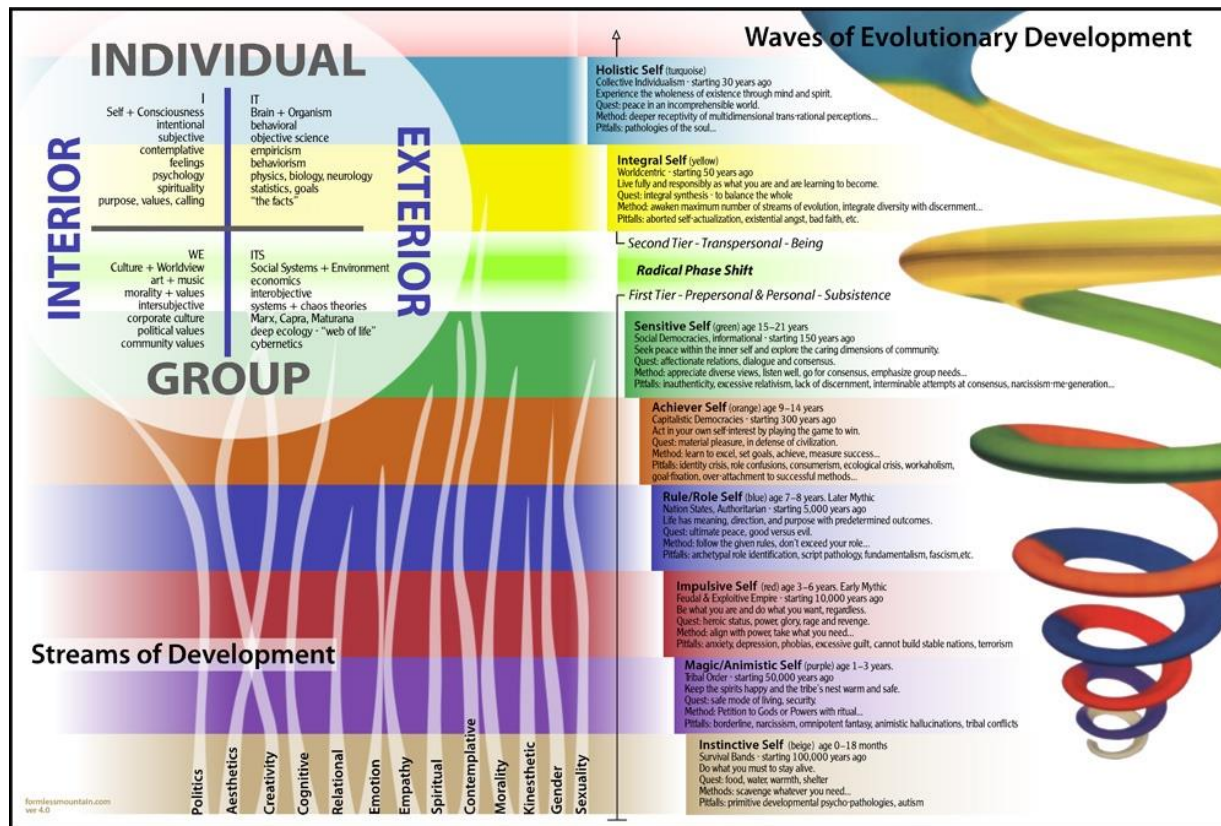 Waves of Evolutionary Development
INDIVIDUAL
INTERIOR
EXTERIOR
GROUP
I
Self + Consciousness
intentional
subjective
contemplative
feelings
psychology
spirituality
purpose, values, calling
IT
Brain + Organism
behavioral
objective science
empiricism
behaviorism
physics, biology, neurology
statistics, goals
"the facts"
WE
Culture + Worldview
art + music
morality + values
intersubjective
corporate culture
political values
community values
ITS
Social Systems + Environment
economics
interobjective
systems + chaos theories
Marx, Capra, Maturana
deep ecology - "web of life"
cybernetics
Holistic Self (turquoise)
Collective Individualism - starting 30 years ago
Experience the wholeness of existence through mind and spirit.
Quest: peace in an incomprehensible world.
Method: deeper receptivity of multidimensional trans-rational perceptions...
Pitfalls: pathologies of the soul...
Integral Self (yellow)
Worldcentric - starting 50 years ago
Live fully and responsibly as what you are and are learning to become.
Quest: integral synthesis - to balance the whole
Method: awaken maximum number of streams of evolution, integrate diversity with discernment...
Pitfalls: aborted self-actualization, existential angst, bad faith, etc.
Second Tier - Transpersonal - Being
Radical Phase Shift
First Tier - Prepersonal & Personal - Subsistence
Sensitive Self (green) age 15-21 years
Social Democracies, informational - starting 150 years ago
Seek peace within the inner self and explore the caring dimensions of community.
Quest: affectionate relations, dialogue and consensus.
Method: appreciate diverse views, listen well, go for consensus, emphasize group needs...
Pitfalls: inauthenticity, excessive relativism, lack of discernment, interminable attempts at consensus, narcissism-me-generation...
Achiever Self (orange) age 9-14 years
Capitalistic Democracies - starting 300 years ago
Act in your own self-interest by playing the game to win.
Quest: material pleasure, in defense of civilization.
Method: learn to excel, set goals, achieve, measure success...
Pitfalls: identity crisis, role confusions, consumerism, ecological crisis, workaholism,
goal-fixation, over-attachment to successful methods...
Rule/Role Self (blue) age 7-8 years. Later Mythic
Nation States, Authoritarian - starting 5,000 years ago
Life has meaning, direction, and purpose with predetermined outcomes.
Quest: ultimate peace, good versus evil.
Method: follow the given rules, don't exceed your role...
Pitfalls: archetypal role identification, script pathology, fundamentalism, fascism,etc.
Impulsive Self (red) age 3-6 years. Early Mythic
Feudal & Exploitive Empire - starting 10,000 years ago
Be what you are and do what you want, regardless.
Quest: heroic status, power, glory, rage and revenge.
Method: align with power, take what you need...
Pitfalls: anxiety, depression, phobias, excessive guilt, cannot build stable nations, terrorism
Magic/Animistic Self (purple) age 1-3 years.
Tribal Order - starting 50,000 years ago
Keep the spirits happy and the tribe's nest warm and safe.
Quest: safe mode of living, security.
Method: Petition to Gods or Powers with ritual...
Pitfalls: borderline, narcissism, omnipotent fantasy, animistic hallucinations, tribal conflicts
Instinctive Self (beige) age 0-18 months
Survival Bands - starting 100,000 years ago
Do what you must to stay alive.
Quest: food, water, warmth, shelter
Methods: scavenge whatever you need...
Pitfalls: primitive developmental psycho-pathologies, autism
Streams of Development
Politics
Aesthetics
Creativity
Cognitive
Relational
Emotion
Empathy
Spiritual
Contemplative
Morality
Kinesthetic
Gender
Sexuality
formlessmountain.com
ver 4.0